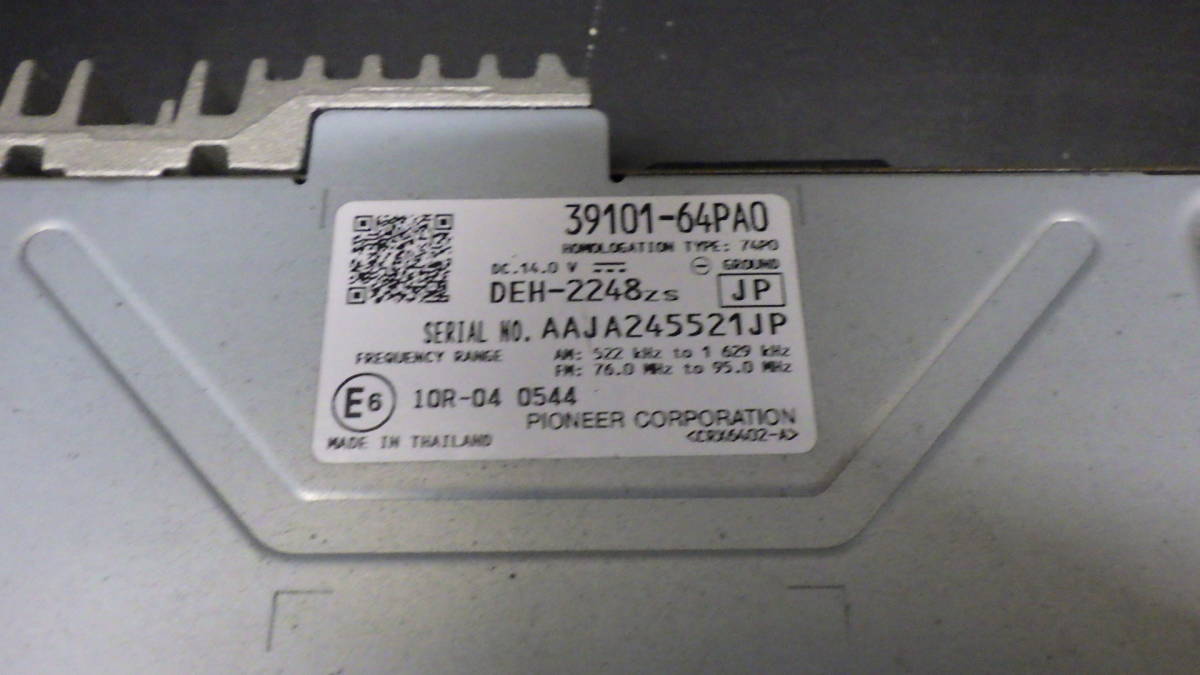 39101-64PA0
HOMOLOGATION TYPE: 74P0
DC.14.0 V ⎓ ⊖ GROUND
DEH-2248ZS JP
SERIAL NO. AAJA245521JP
FREQUENCY RANGE AM: 522 kHz to 1 629 kHz
FM: 76.0 MHz to 95.0 MHz
E6 10R-04 0544
PIONEER CORPORATION
MADE IN THAILAND <CRX6402-A>